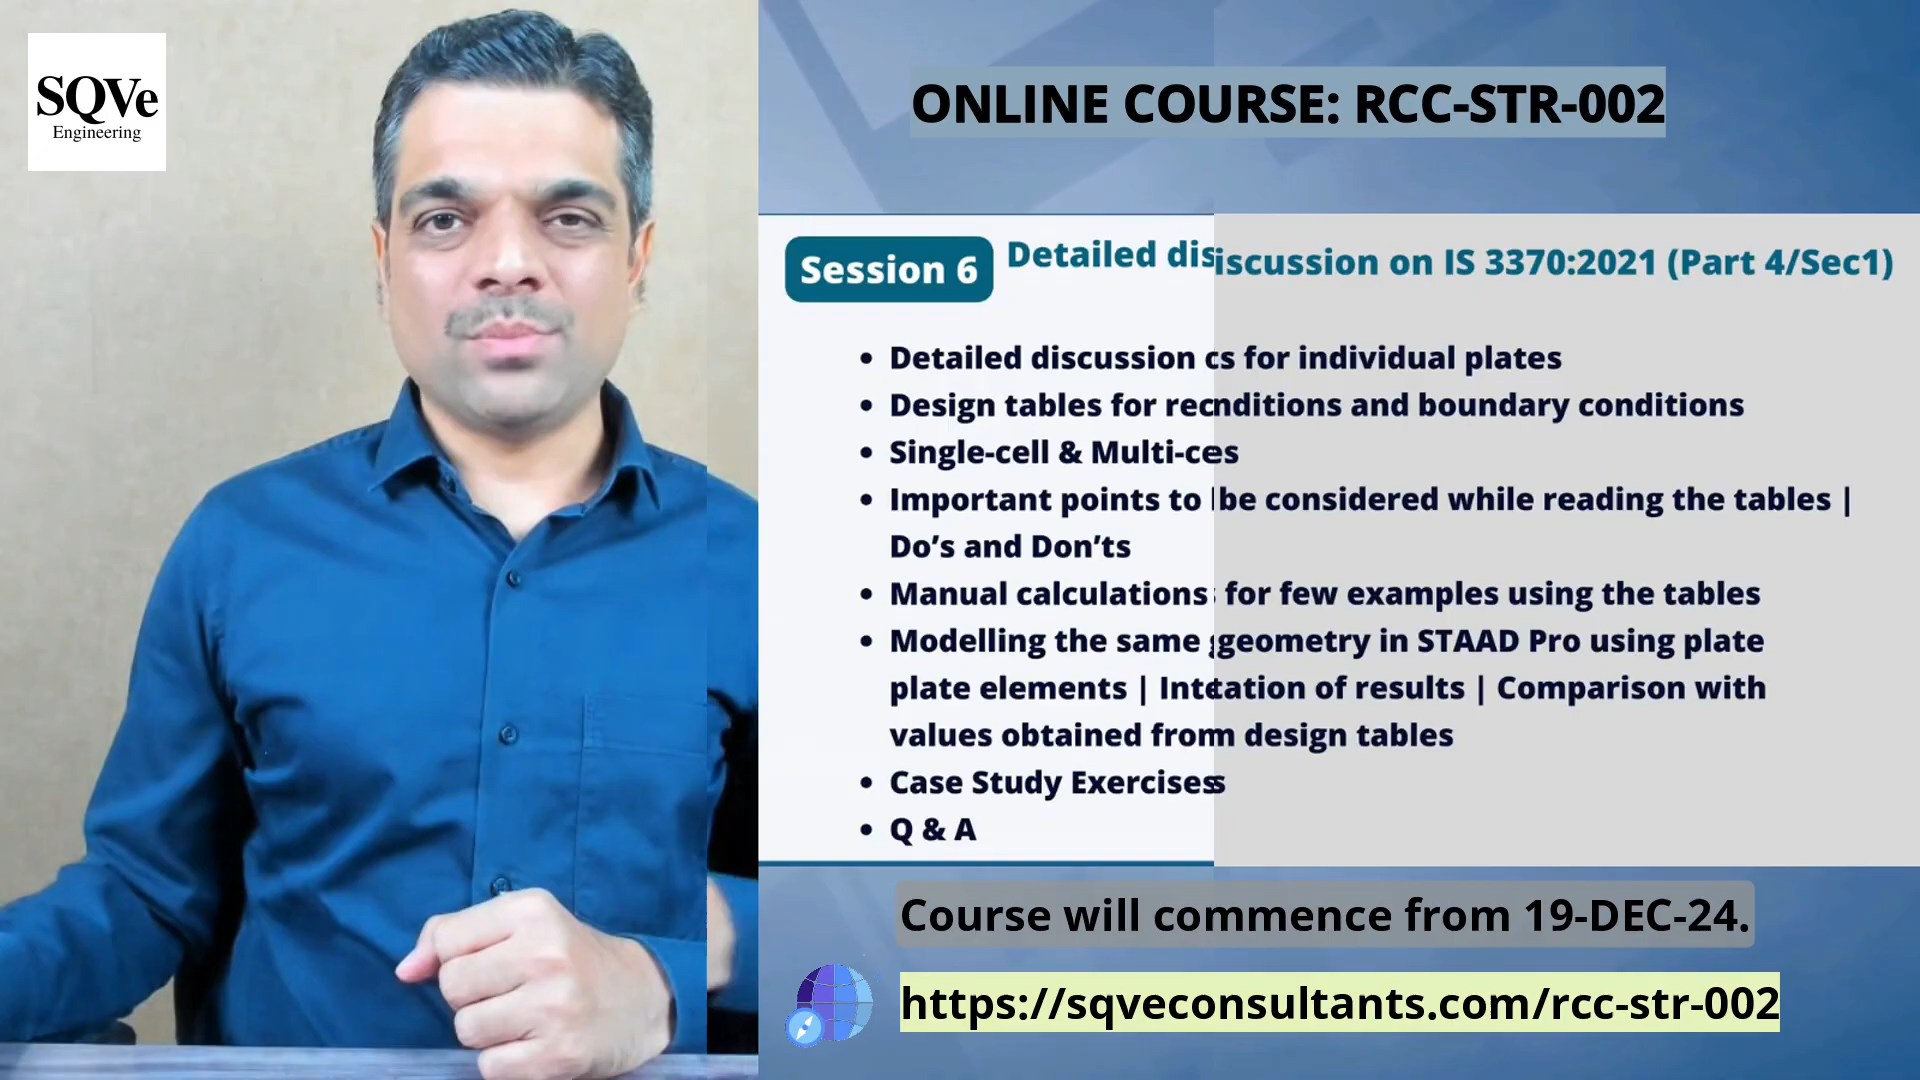 SQVe
Engineering
ONLINE COURSE: RCC-STR-002
Session 6
Detailed discussion on IS 3370:2021 (Part 4/Sec1)
• Detailed discussion cs for individual plates
• Design tables for recnditions and boundary conditions
• Single-cell & Multi-ces
• Important points to be considered while reading the tables |
Do’s and Don’ts
• Manual calculations for few examples using the tables
• Modelling the same geometry in STAAD Pro using plate
plate elements | Inteation of results | Comparison with
values obtained from design tables
• Case Study Exercises
• Q & A
Course will commence from 19-DEC-24.
https://sqveconsultants.com/rcc-str-002